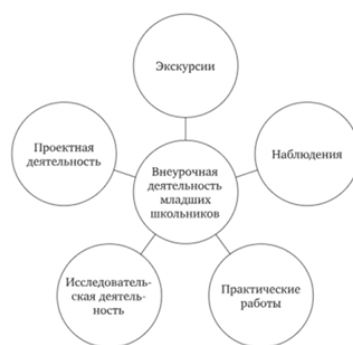 Экскурсии
Проектная
деятельность
Наблюдения
Внеурочная
деятельность
младших
школьников
Исследователь-
ская деятель-
ность
Практические
работы